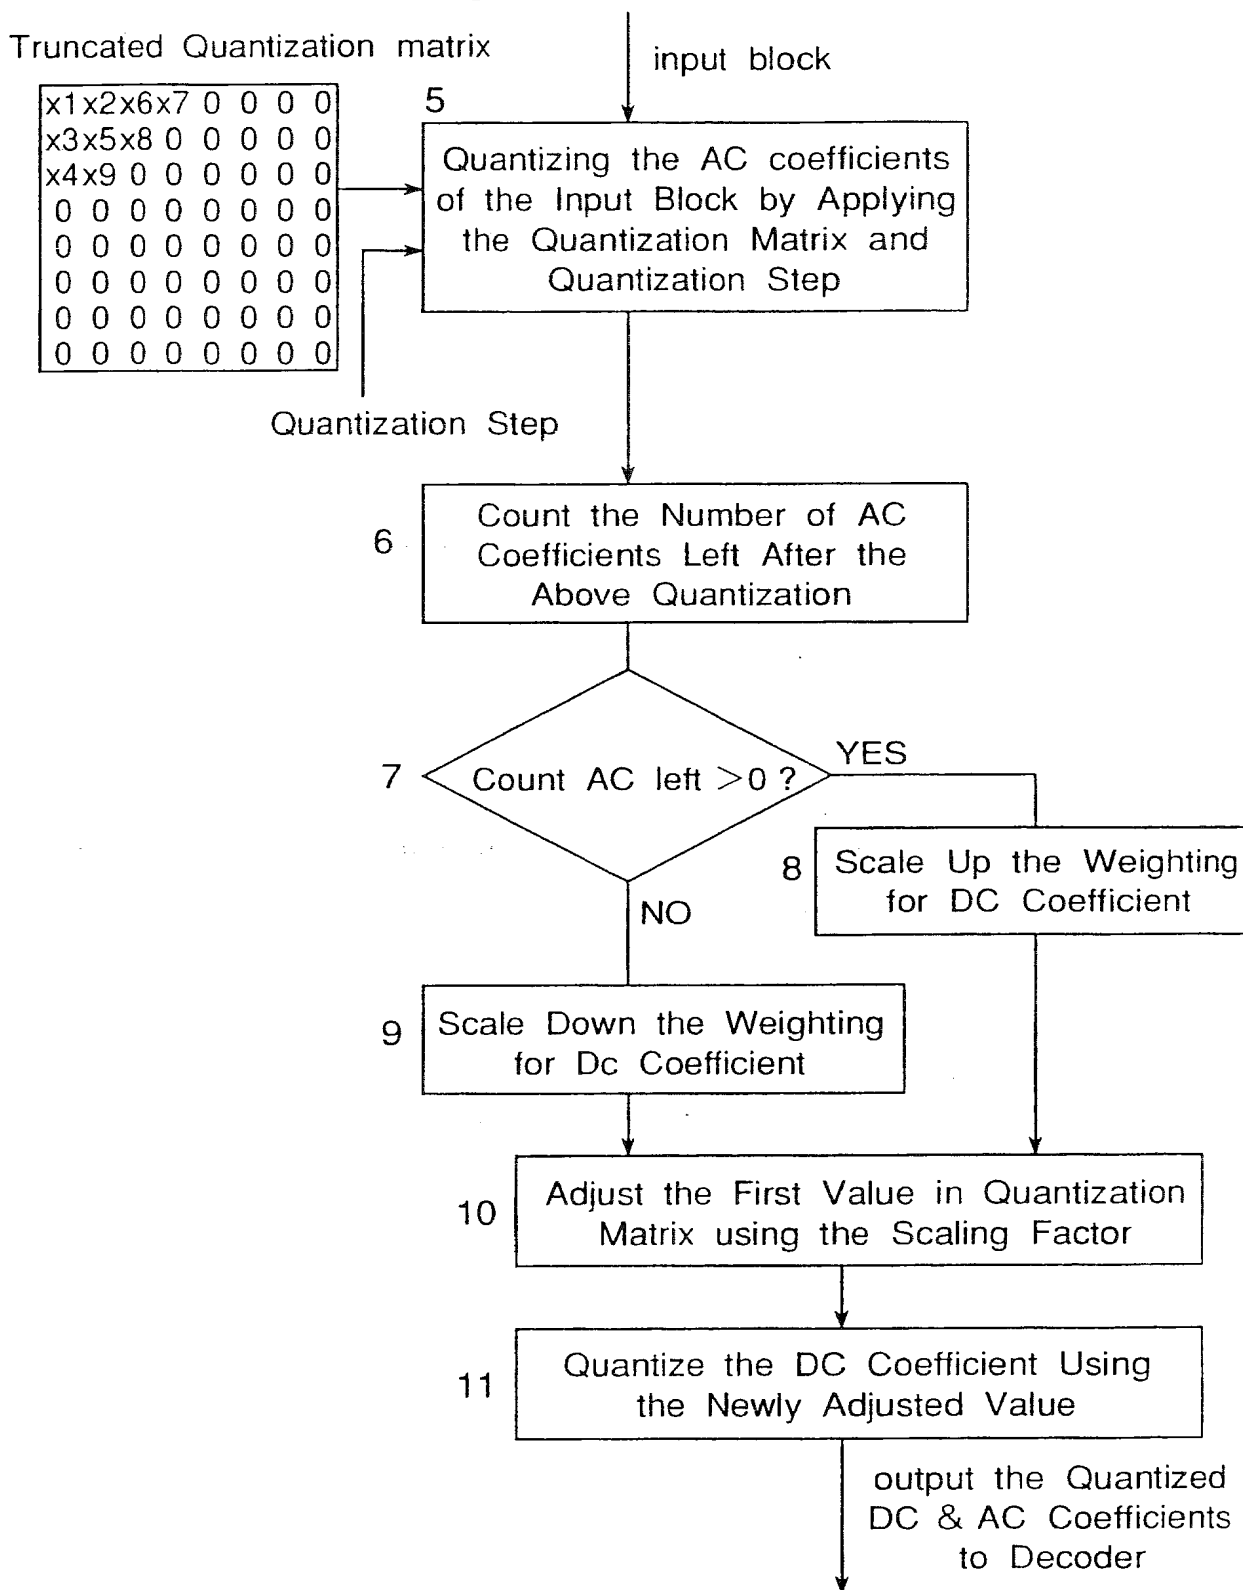 Truncated Quantization matrix
input block
x1x2x6x7 0 0 0 0
x3x5x8 0 0 0 0 0
x4x9 0 0 0 0 0 0
0 0 0 0 0 0 0 0
0 0 0 0 0 0 0 0
0 0 0 0 0 0 0 0
0 0 0 0 0 0 0 0
0 0 0 0 0 0 0 0
5
Quantizing the AC coefficients
of the Input Block by Applying
the Quantization Matrix and
Quantization Step
Quantization Step
6
Count the Number of AC
Coefficients Left After the
Above Quantization
7
Count AC left >0 ?
YES
NO
8
Scale Up the Weighting
for DC Coefficient
9
Scale Down the Weighting
for Dc Coefficient
10
Adjust the First Value in Quantization
Matrix using the Scaling Factor
11
Quantize the DC Coefficient Using
the Newly Adjusted Value
output the Quantized
DC & AC Coefficients
to Decoder